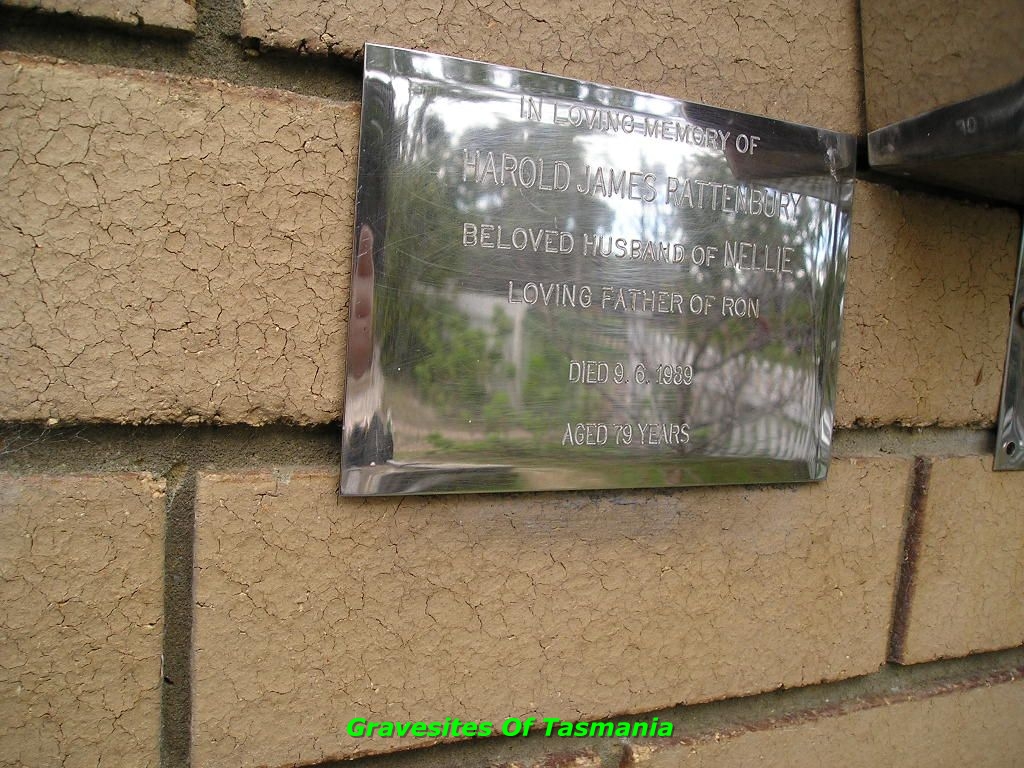 IN LOVING MEMORY OF
HAROLD JAMES RATTENBURY
BELOVED HUSBAND OF NELLIE
LOVING FATHER OF RON
DIED 9. 6. 1989
AGED 79 YEARS
Gravesites Of Tasmania